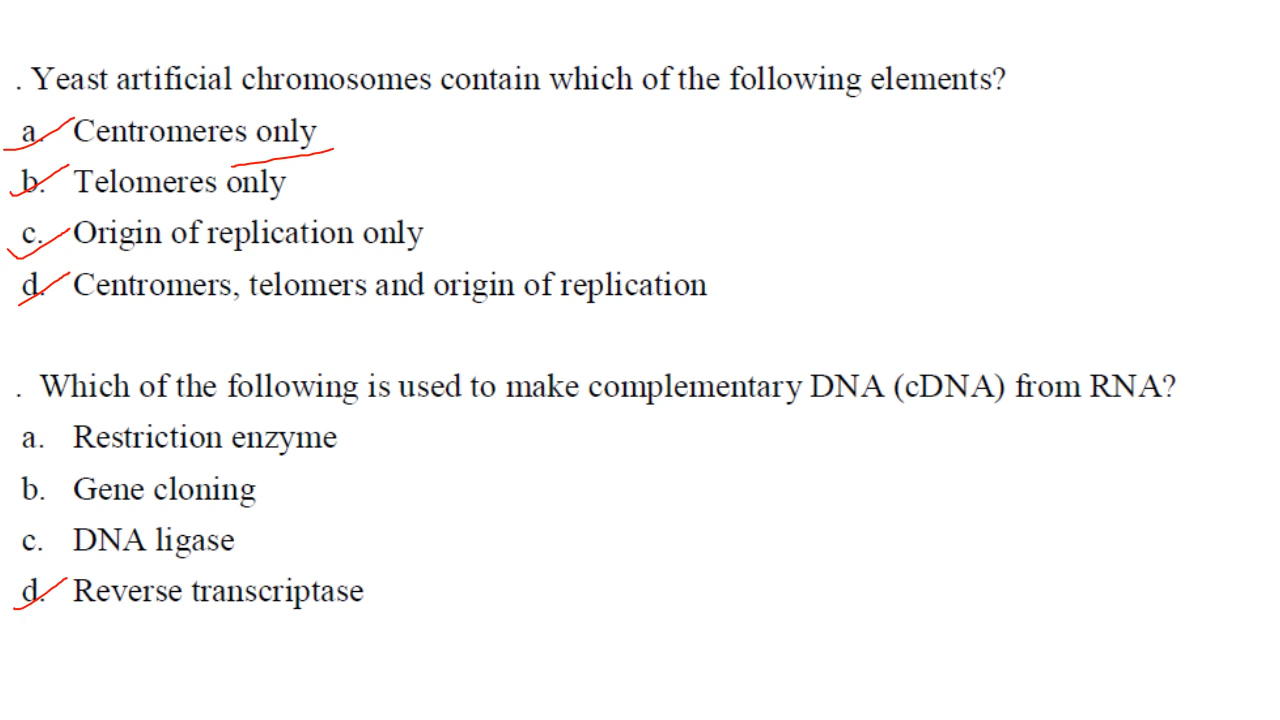 . Yeast artificial chromosomes contain which of the following elements?
a. Centromeres only
b. Telomeres only
c. Origin of replication only
d. Centromers, telomers and origin of replication
. Which of the following is used to make complementary DNA (cDNA) from RNA?
a. Restriction enzyme
b. Gene cloning
c. DNA ligase
d. Reverse transcriptase